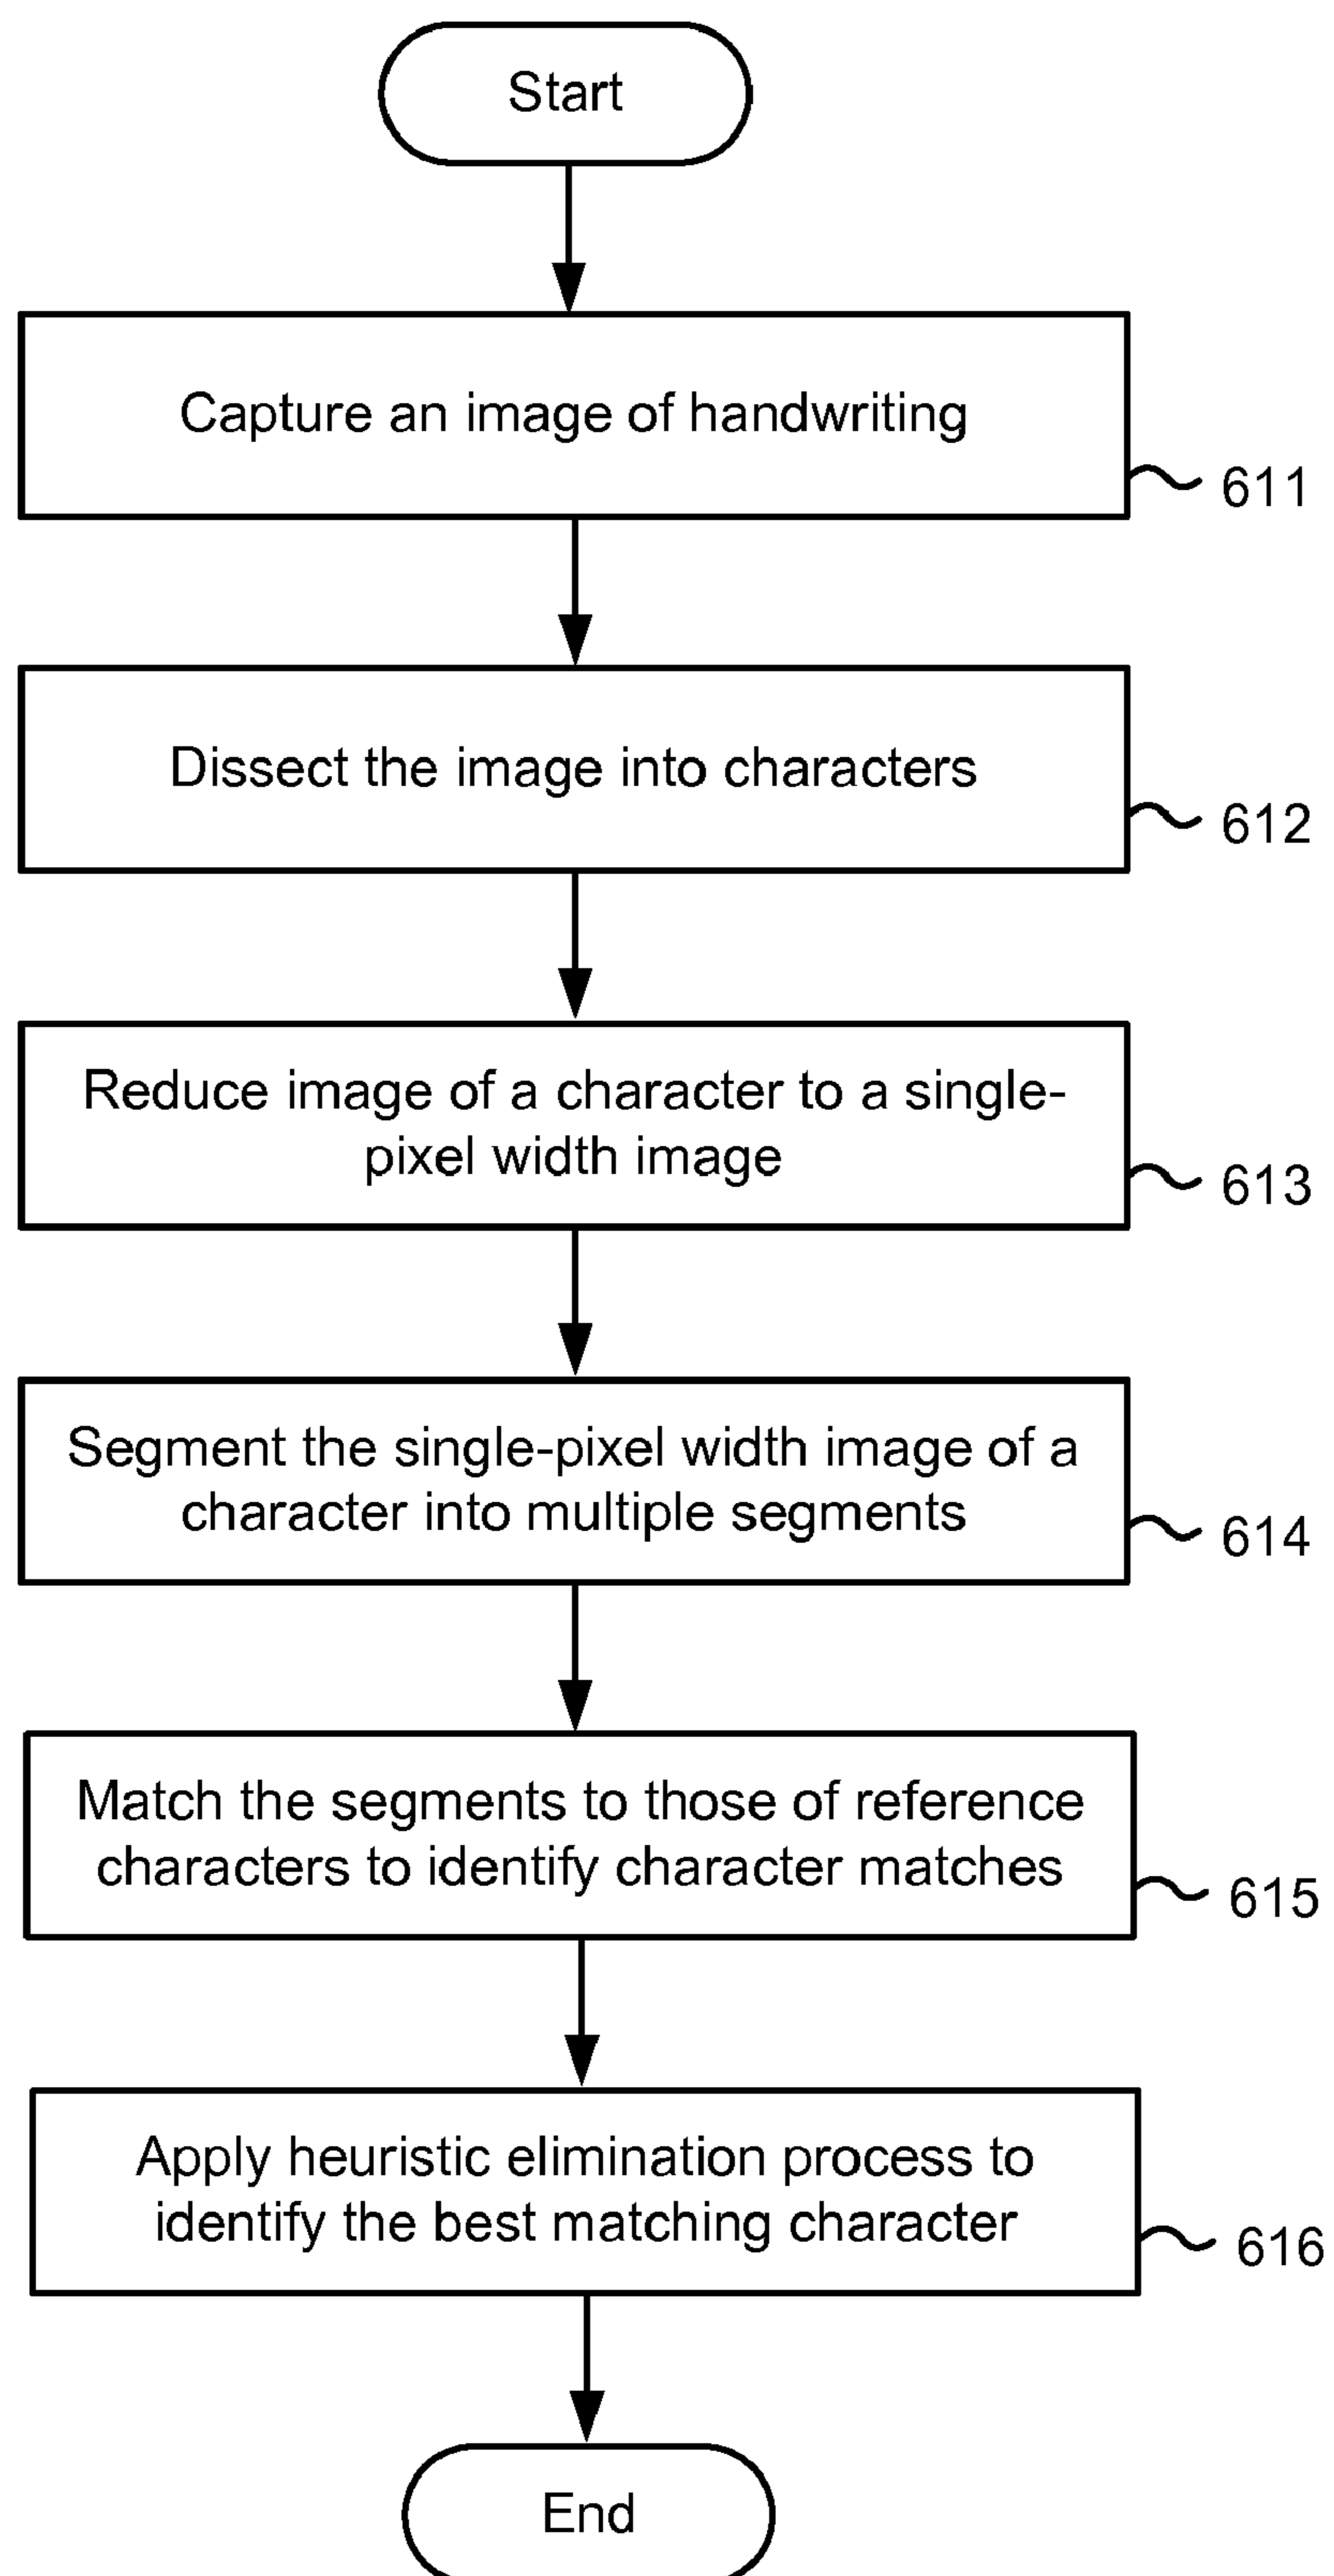 Start
Capture an image of handwriting
611
Dissect the image into characters
612
Reduce image of a character to a single-
pixel width image
613
Segment the single-pixel width image of a
character into multiple segments
614
Match the segments to those of reference
characters to identify character matches
615
Apply heuristic elimination process to
identify the best matching character
616
End